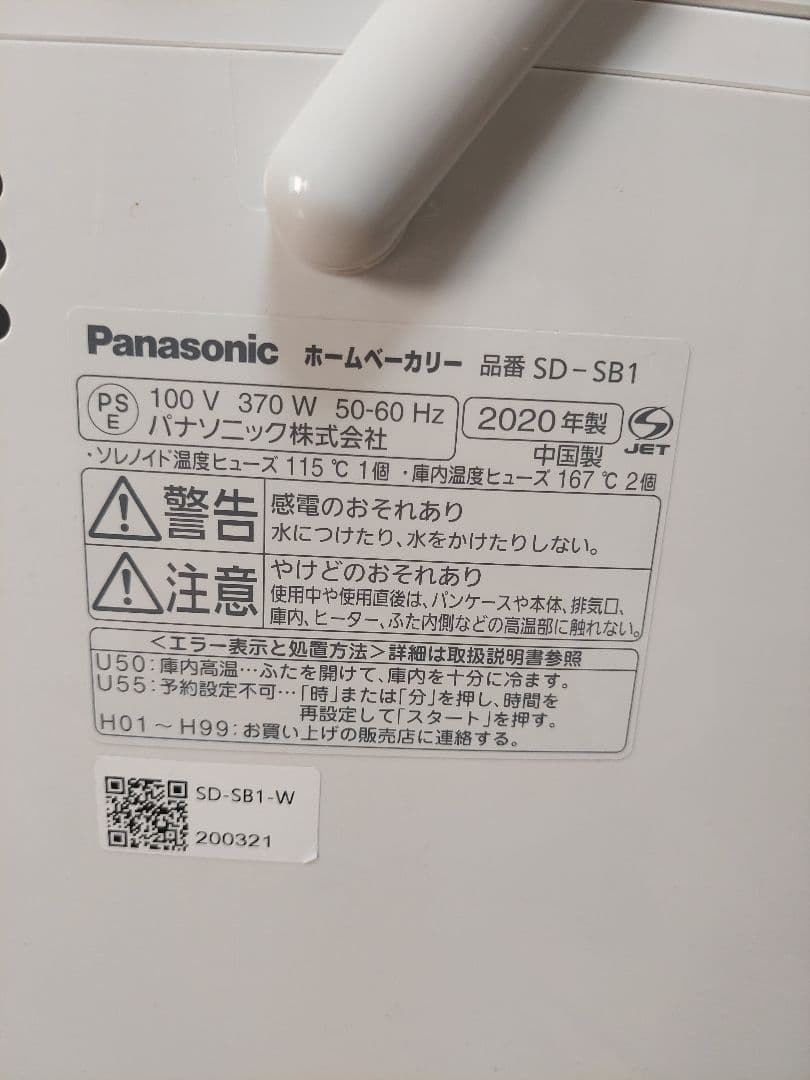 Panasonic ホームベーカリー 品番 SD-SB1
PS E 100 V 370 W 50-60 Hz 2020年製
パナソニック株式会社 中国製 JET
・ソレノイド温度ヒューズ 115 ℃ 1個 ・庫内温度ヒューズ 167 ℃ 2個
警告 感電のおそれあり
水につけたり、水をかけたりしない。
注意 やけどのおそれあり
使用中や使用直後は、パンケースや本体、排気口、
庫内、ヒーター、ふた内側などの高温部に触れない。
<エラー表示と処置方法>詳細は取扱説明書参照
U50:庫内高温…ふたを開けて、庫内を十分に冷ます。
U55:予約設定不可…「時」または「分」を押し、時間を
再設定して「スタート」を押す。
H01～H99:お買い上げの販売店に連絡する。
SD-SB1-W
200321